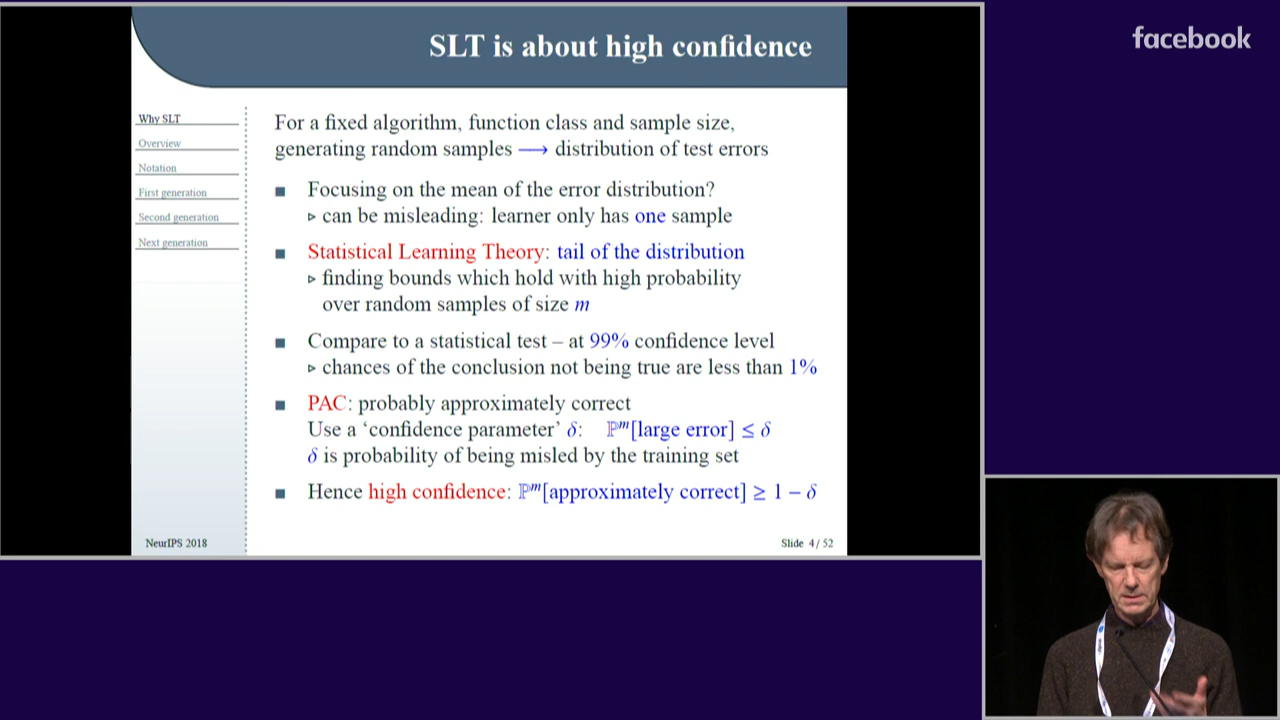 SLT is about high confidence
facebook
Why SLT
Overview
Notation
First generation
Second generation
Next generation
For a fixed algorithm, function class and sample size,
generating random samples ⟶ distribution of test errors
■ Focusing on the mean of the error distribution?
▹ can be misleading: learner only has one sample
■ Statistical Learning Theory: tail of the distribution
▹ finding bounds which hold with high probability
over random samples of size m
■ Compare to a statistical test – at 99% confidence level
▹ chances of the conclusion not being true are less than 1%
■ PAC: probably approximately correct
Use a ‘confidence parameter’ δ: ℙᵐ[large error] ≤ δ
δ is probability of being misled by the training set
■ Hence high confidence: ℙᵐ[approximately correct] ≥ 1 − δ
NeurIPS 2018
Slide 4 / 52